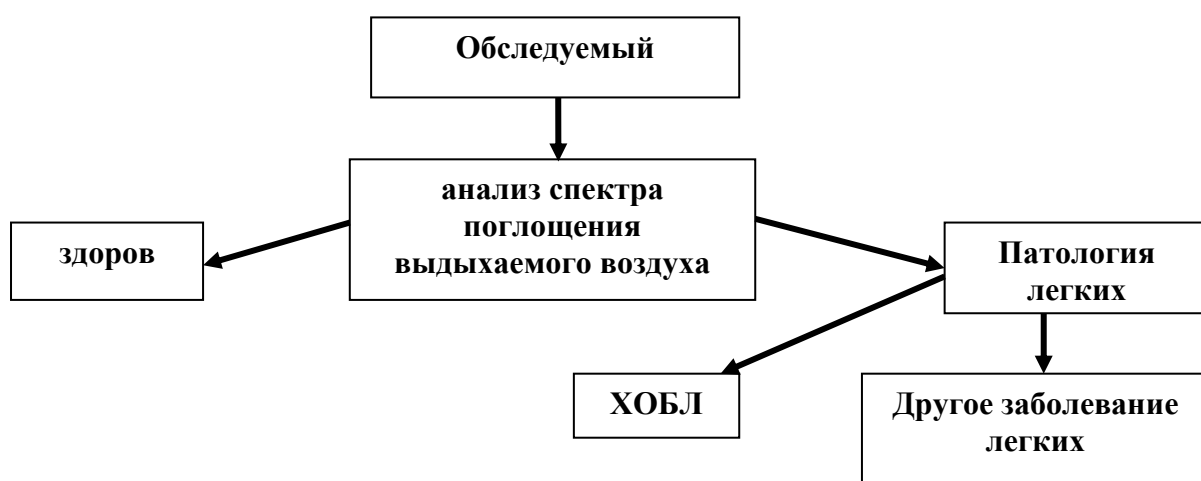 Обследуемый
анализ спектра
поглощения
выдыхаемого воздуха
здоров
Патология
легких
ХОБЛ
Другое заболевание
легких